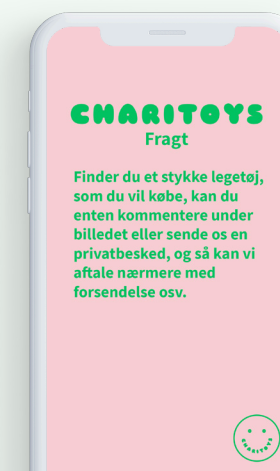 CHARITOYS
Fragt
Finder du et stykke legetøj,
som du vil købe, kan du
enten kommentere under
billedet eller sende os en
privatbesked, og så kan vi
aftale nærmere med
forsendelse osv.
CHARITOYS